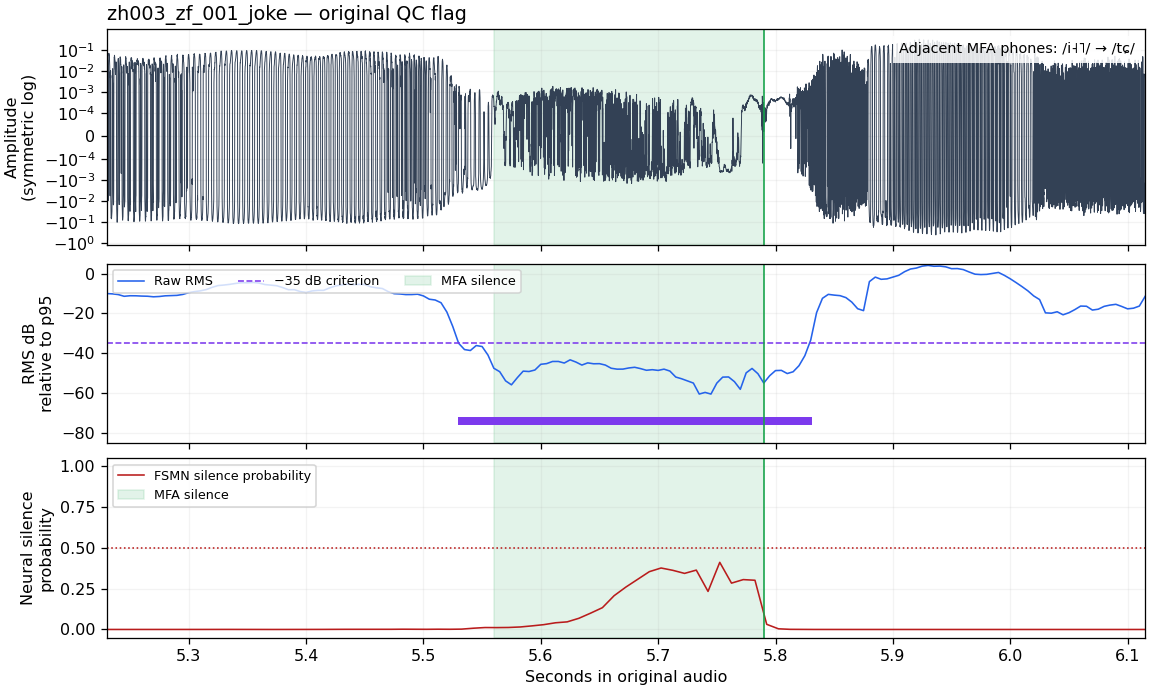 zh003_zf_001_joke — original QC flag
Adjacent MFA phones: /i˧˥/ → /tɕ/
Amplitude
(symmetric log)
10⁻¹
10⁻²
10⁻³
10⁻⁴
0
−10⁻⁴
−10⁻³
−10⁻²
−10⁻¹
−10⁰
Raw RMS
−35 dB criterion
MFA silence
RMS dB
relative to p95
0
−20
−40
−60
−80
FSMN silence probability
MFA silence
Neural silence
probability
1.00
0.75
0.50
0.25
0.00
5.3 5.4 5.5 5.6 5.7 5.8 5.9 6.0 6.1
Seconds in original audio